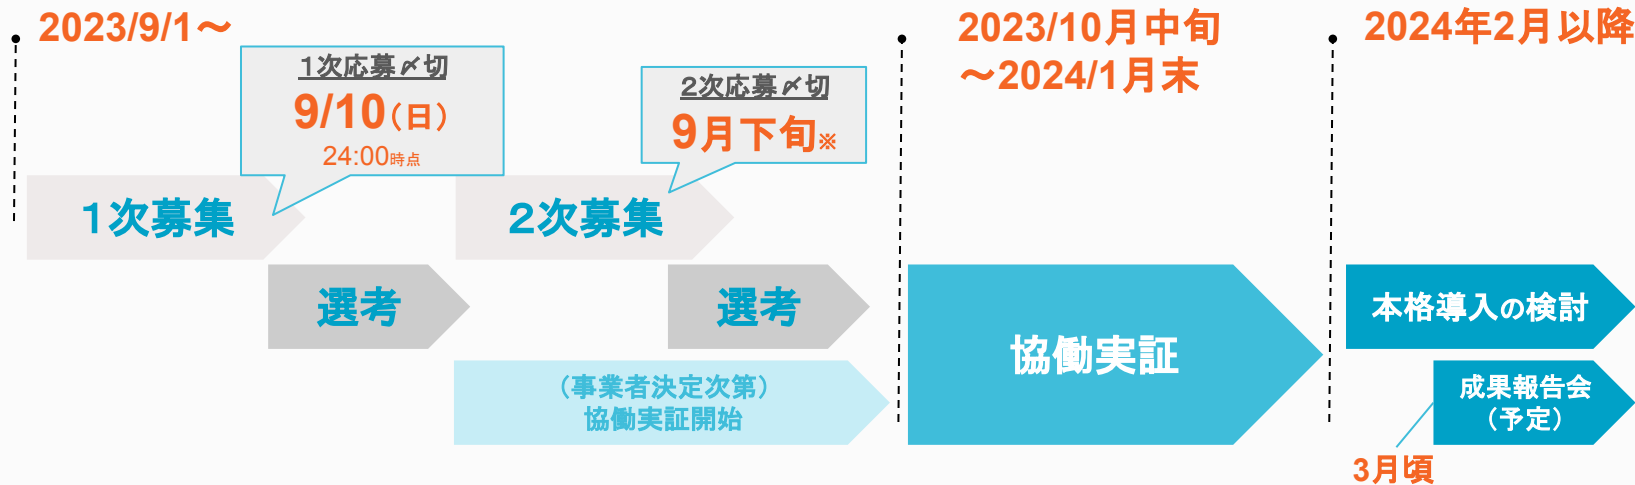 2023/9/1～
1次応募〆切
9/10（日）
24:00時点
1次募集
選考
2次応募〆切
9月下旬※
2次募集
選考
（事業者決定次第）
協働実証開始
2023/10月中旬
～2024/1月末
協働実証
2024年2月以降
本格導入の検討
成果報告会
（予定）
3月頃